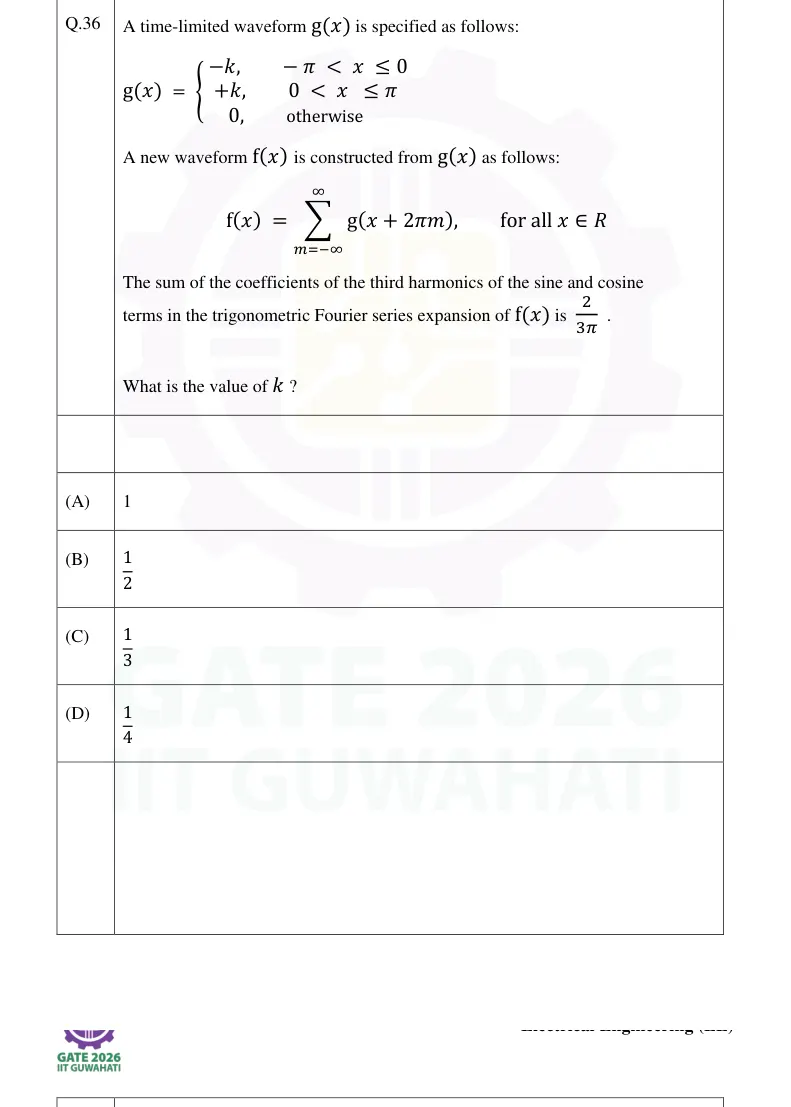 Q.36 A time-limited waveform g(𝑥) is specified as follows:
g(𝑥) = { −𝑘, − 𝜋 < 𝑥 ≤ 0
+𝑘, 0 < 𝑥 ≤ 𝜋
0, otherwise
A new waveform f(𝑥) is constructed from g(𝑥) as follows:
f(𝑥) = ∑_{𝑚=−∞}^{∞} g(𝑥 + 2𝜋𝑚), for all 𝑥 ∈ 𝑅
The sum of the coefficients of the third harmonics of the sine and cosine
terms in the trigonometric Fourier series expansion of f(𝑥) is 2/3𝜋 .
What is the value of 𝑘 ?
(A) 1
(B) 1/2
(C) 1/3
(D) 1/4
GATE 2026
IIT GUWAHATI
GATE 2026
IIT GUWAHATI